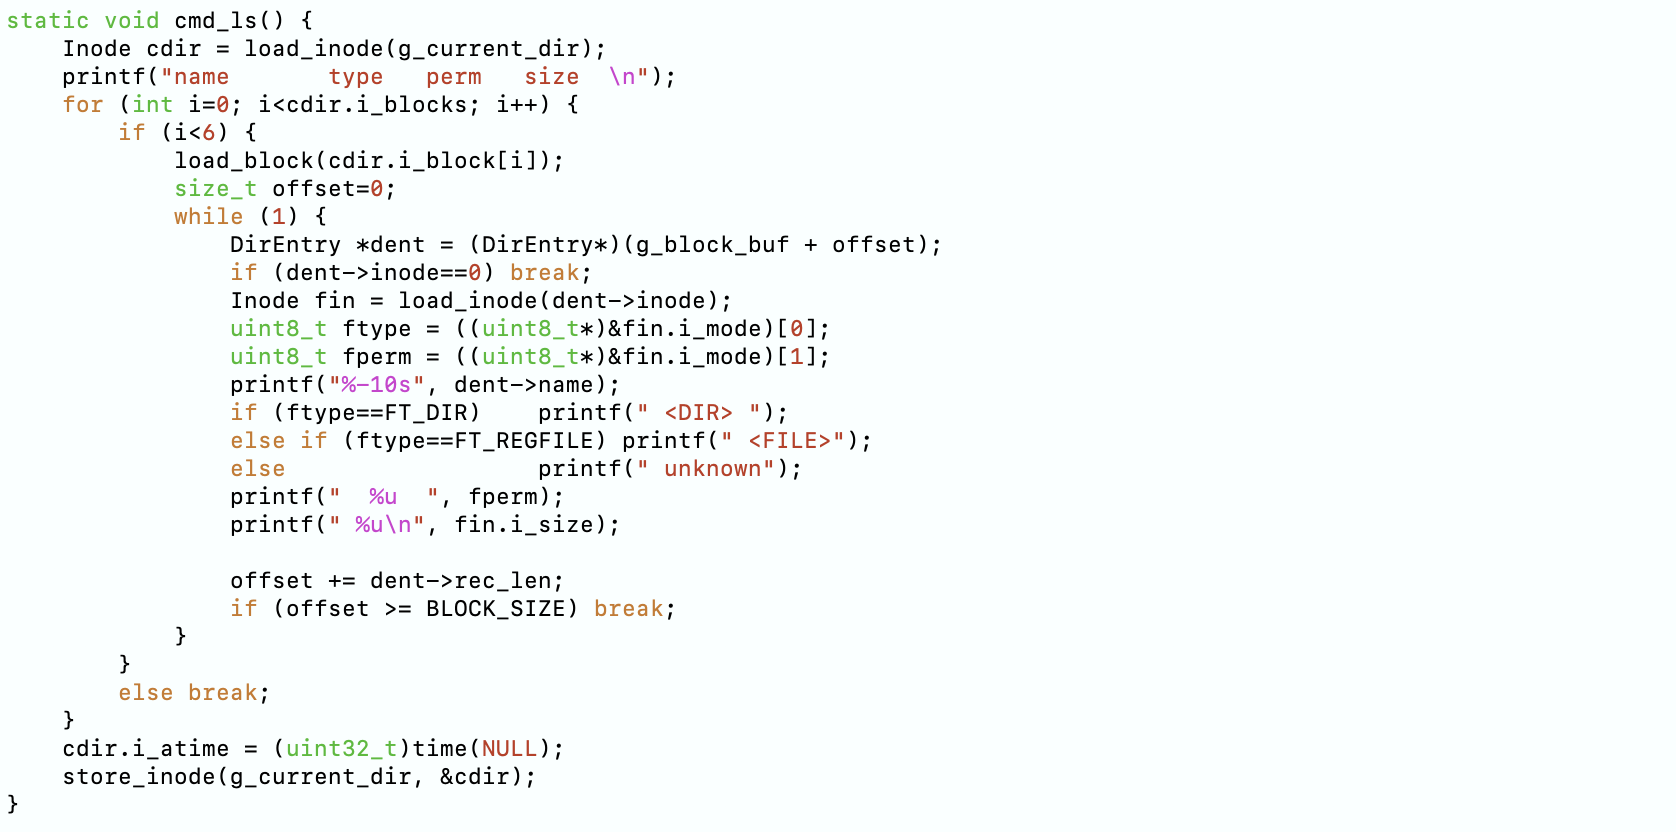 static void cmd_ls() {
    Inode cdir = load_inode(g_current_dir);
    printf("name       type   perm   size  \n");
    for (int i=0; i<cdir.i_blocks; i++) {
        if (i<6) {
            load_block(cdir.i_block[i]);
            size_t offset=0;
            while (1) {
                DirEntry *dent = (DirEntry*)(g_block_buf + offset);
                if (dent->inode==0) break;
                Inode fin = load_inode(dent->inode);
                uint8_t ftype = ((uint8_t*)&fin.i_mode)[0];
                uint8_t fperm = ((uint8_t*)&fin.i_mode)[1];
                printf("%-10s", dent->name);
                if (ftype==FT_DIR)    printf(" <DIR> ");
                else if (ftype==FT_REGFILE) printf(" <FILE>");
                else                  printf(" unknown");
                printf("  %u  ", fperm);
                printf(" %u\n", fin.i_size);

                offset += dent->rec_len;
                if (offset >= BLOCK_SIZE) break;
            }
        }
        else break;
    }
    cdir.i_atime = (uint32_t)time(NULL);
    store_inode(g_current_dir, &cdir);
}